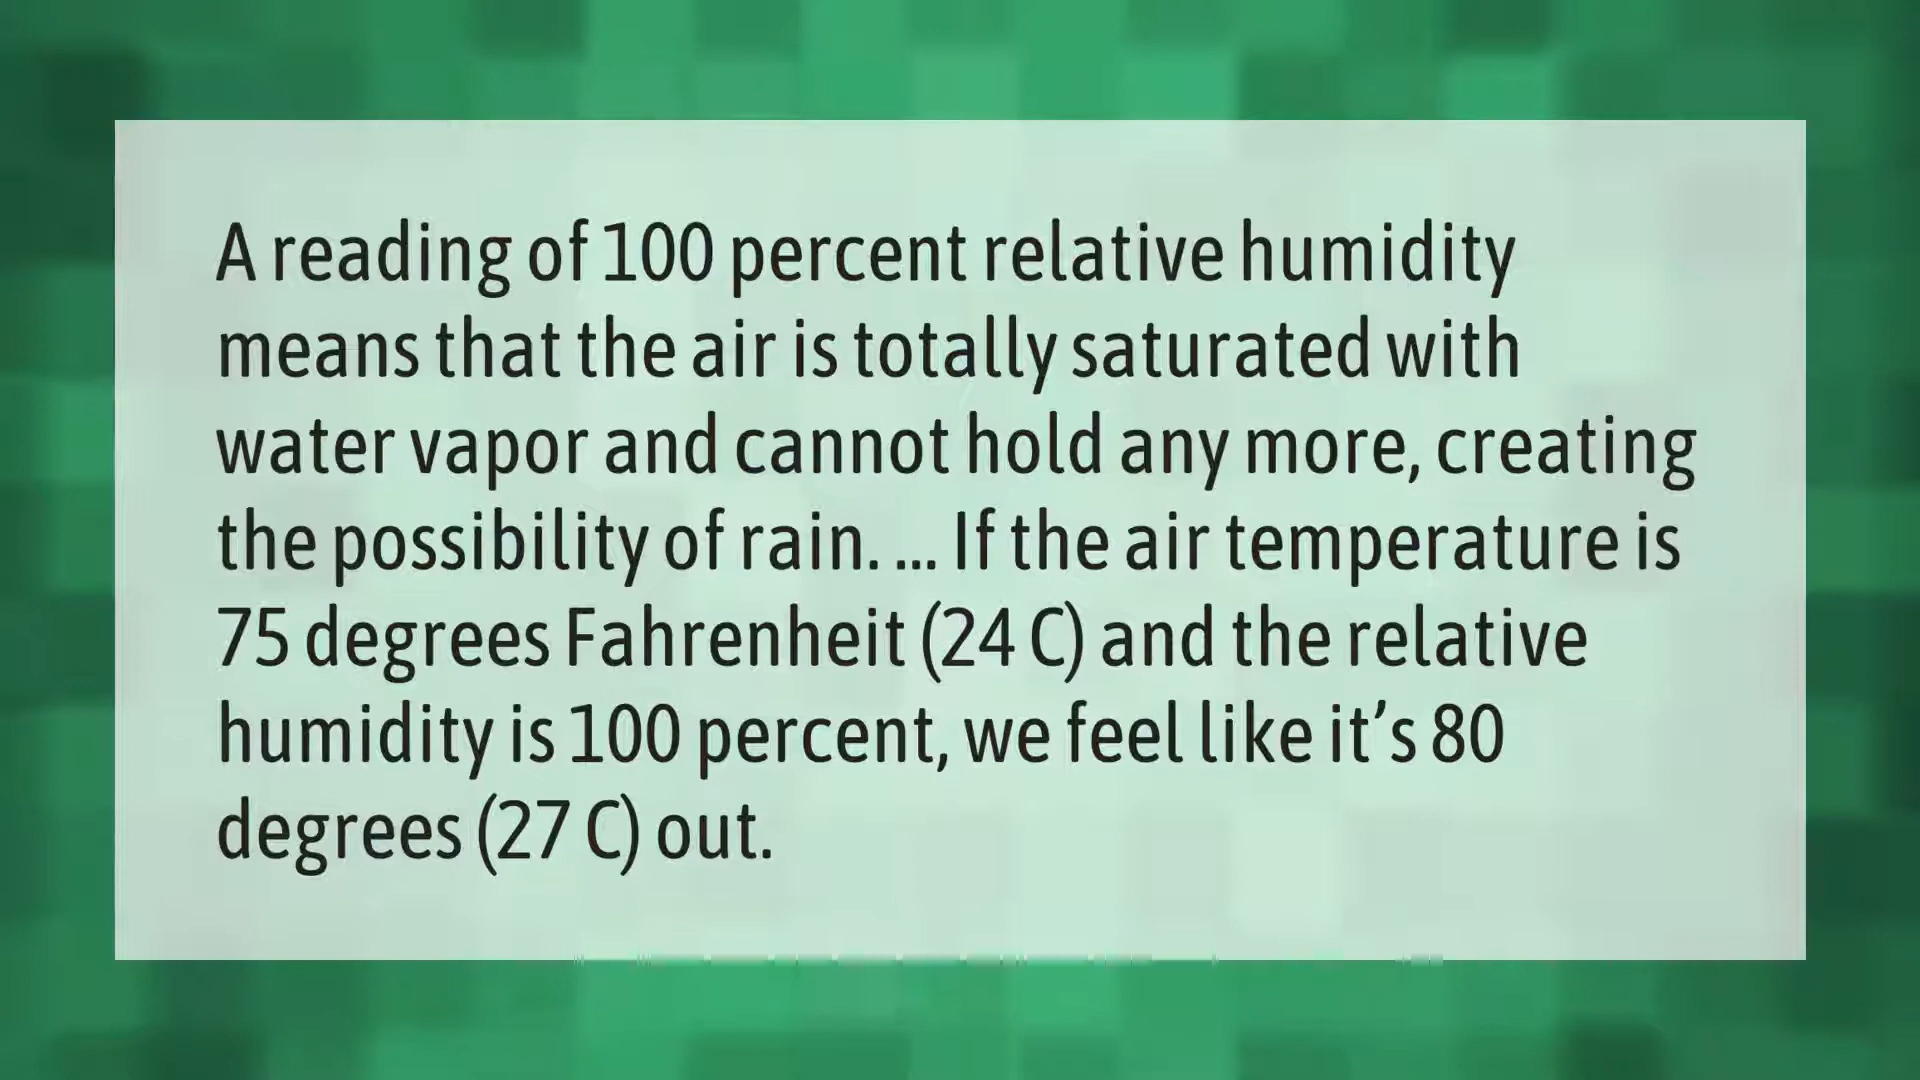 A reading of 100 percent relative humidity
means that the air is totally saturated with
water vapor and cannot hold any more, creating
the possibility of rain. ... If the air temperature is
75 degrees Fahrenheit (24 C) and the relative
humidity is 100 percent, we feel like it’s 80
degrees (27 C) out.